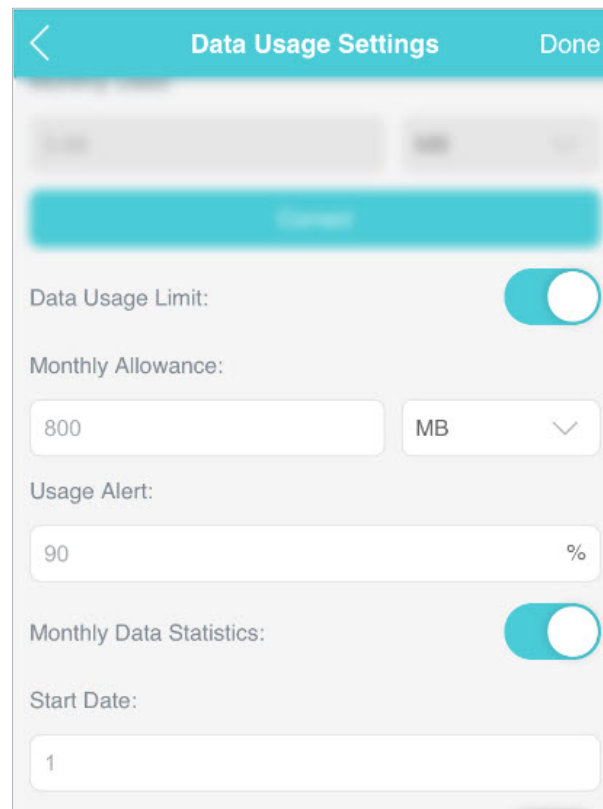 Data Usage Settings Done
Data Usage Limit:
Monthly Allowance:
800 MB
Usage Alert:
90 %
Monthly Data Statistics:
Start Date:
1